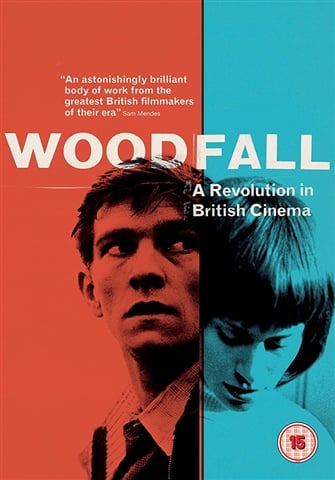 “An astonishingly brilliant
body of work from the
greatest British filmmakers
of their era” Sam Mendes
WOODFALL
A Revolution in
British Cinema
15